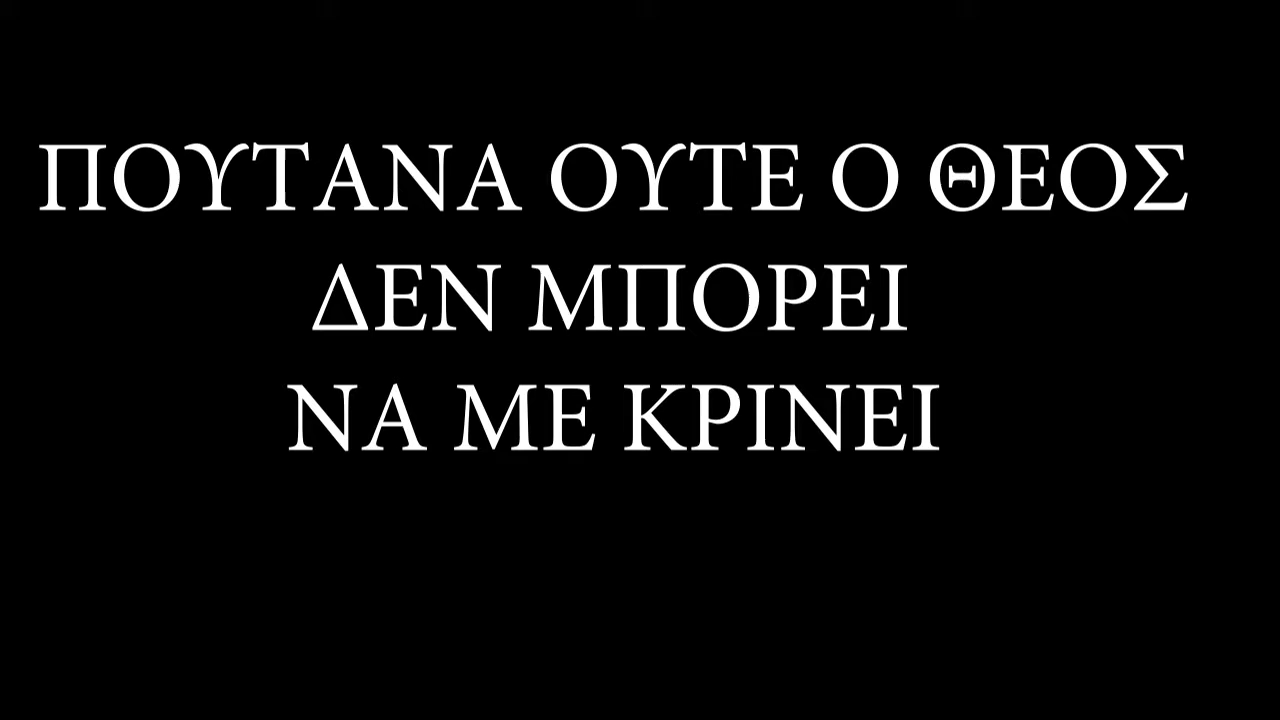 ΠΟΥΤΑΝΑ ΟΥΤΕ Ο ΘΕΟΣ
ΔΕΝ ΜΠΟΡΕΙ
ΝΑ ΜΕ ΚΡΙΝΕΙ